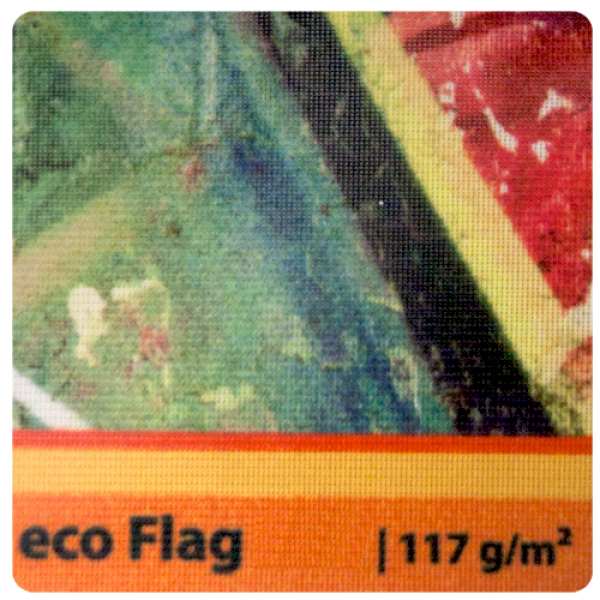 eco Flag | 117 g/m²